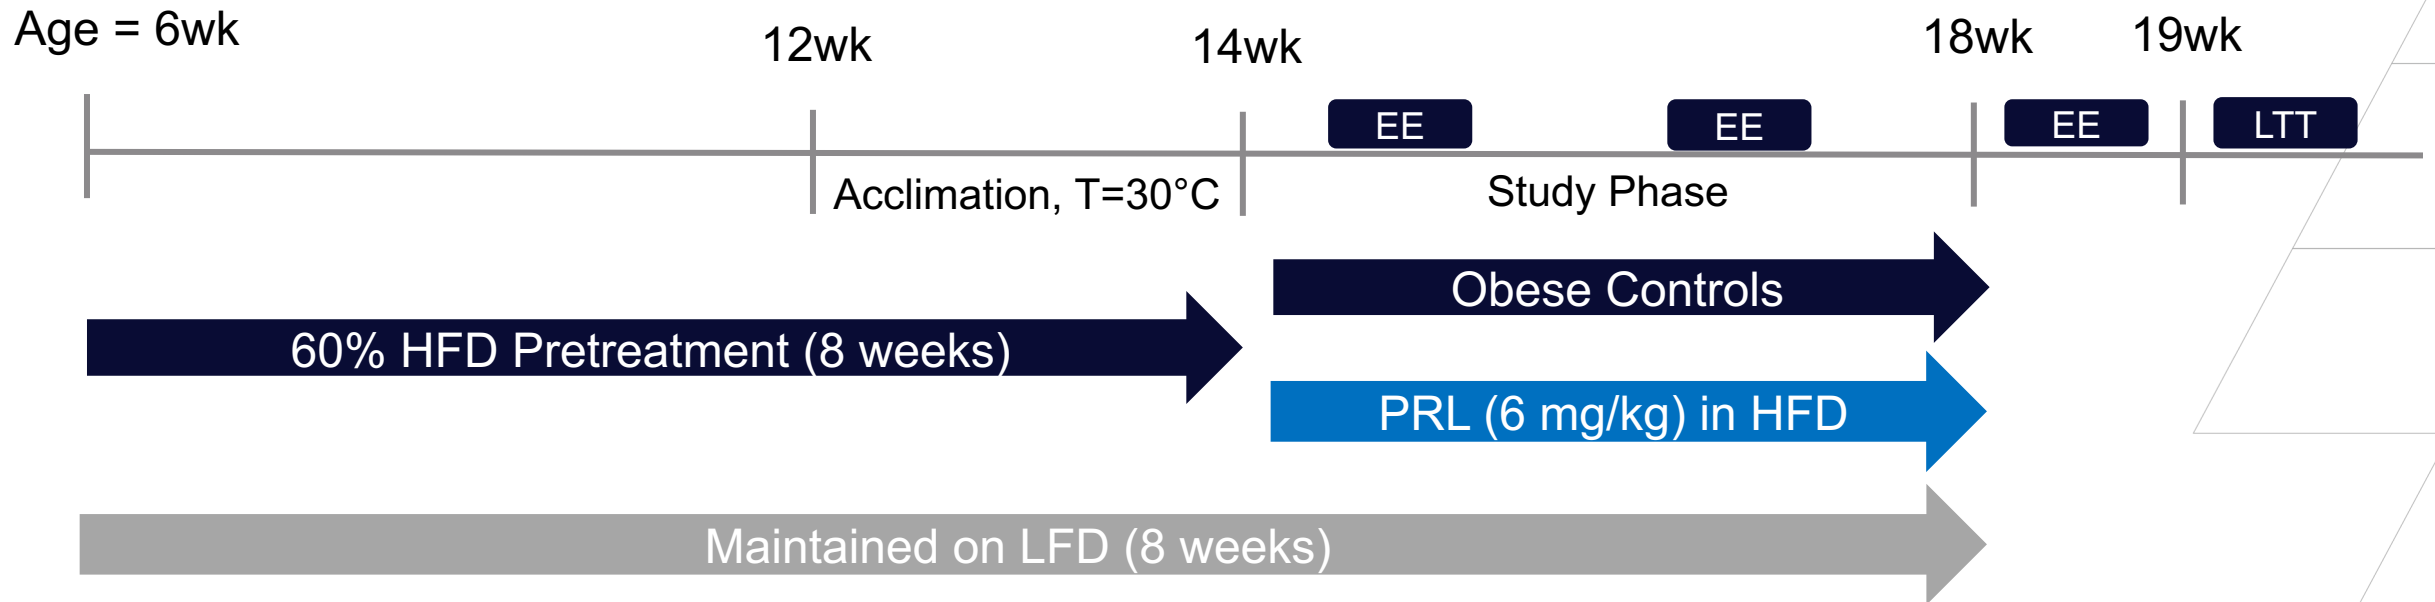 Age = 6wk
12wk
14wk
18wk
19wk
EE
EE
EE
LTT
Acclimation, T=30°C
Study Phase
Obese Controls
60% HFD Pretreatment (8 weeks)
PRL (6 mg/kg) in HFD
Maintained on LFD (8 weeks)